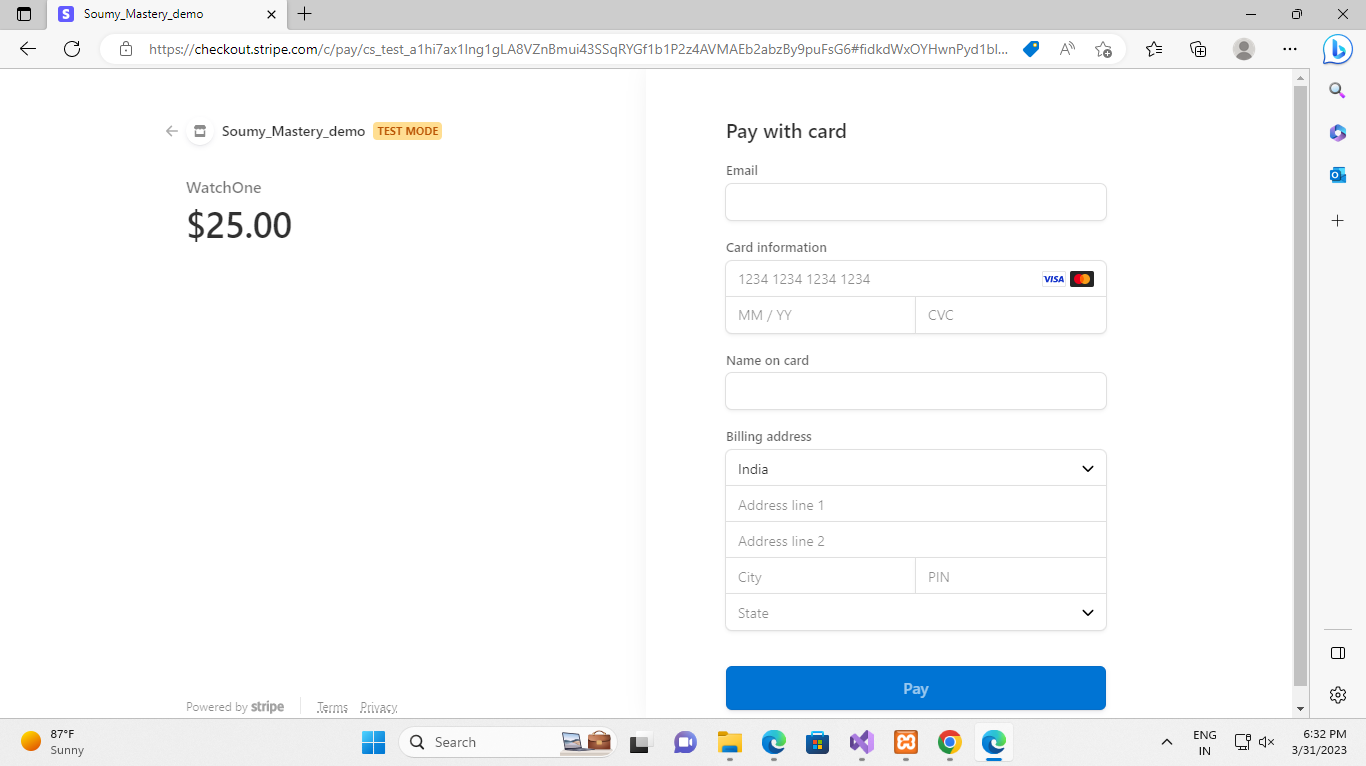 Soumy_Mastery_demo
https://checkout.stripe.com/c/pay/cs_test_a1hi7ax1Ing1gLA8VZnBmui43SSqRYGf1b1P2z4AVMAEb2abzBy9puFsG6#fidkdWxOYHwnPyd1bl...
Soumy_Mastery_demo TEST MODE
WatchOne
$25.00
Powered by stripe Terms Privacy
Pay with card
Email
Card information
1234 1234 1234 1234 VISA
MM / YY CVC
Name on card
Billing address
India
Address line 1
Address line 2
City PIN
State
Pay
87°F
Sunny
Search
ENG
IN
6:32 PM
3/31/2023